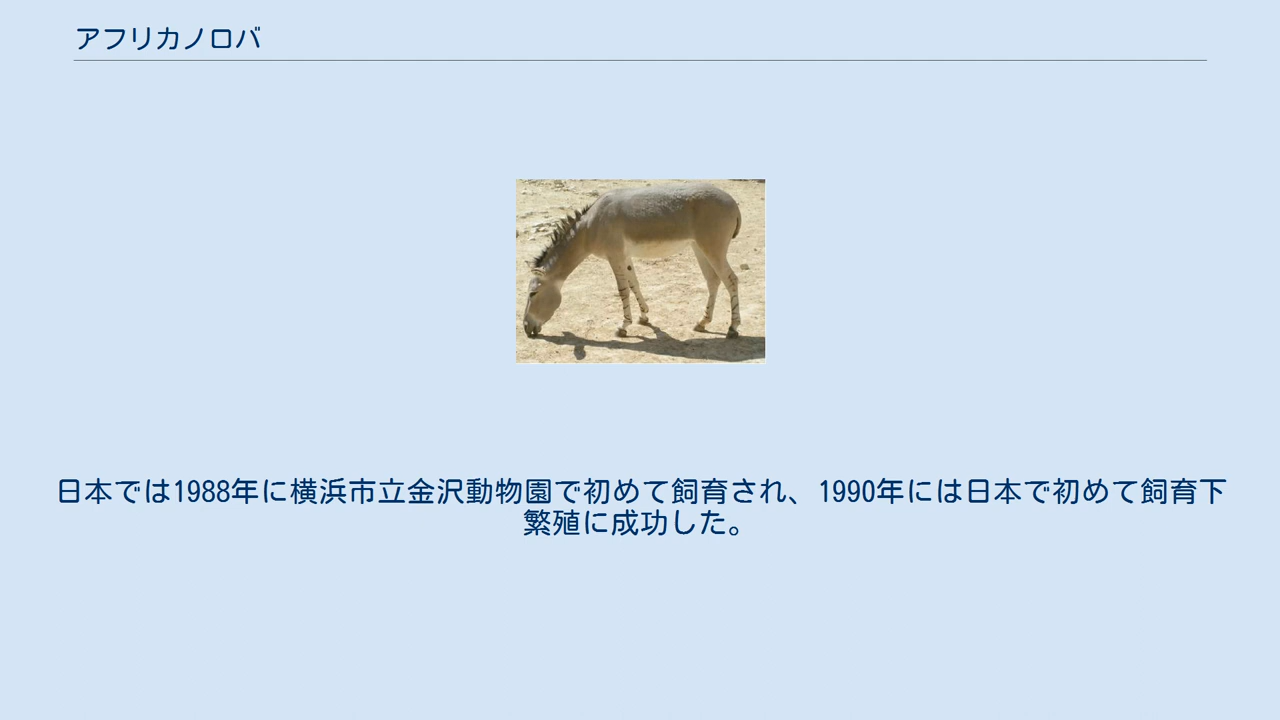 アフリカノロバ
日本では1988年に横浜市立金沢動物園で初めて飼育され、1990年には日本で初めて飼育下
繁殖に成功した。